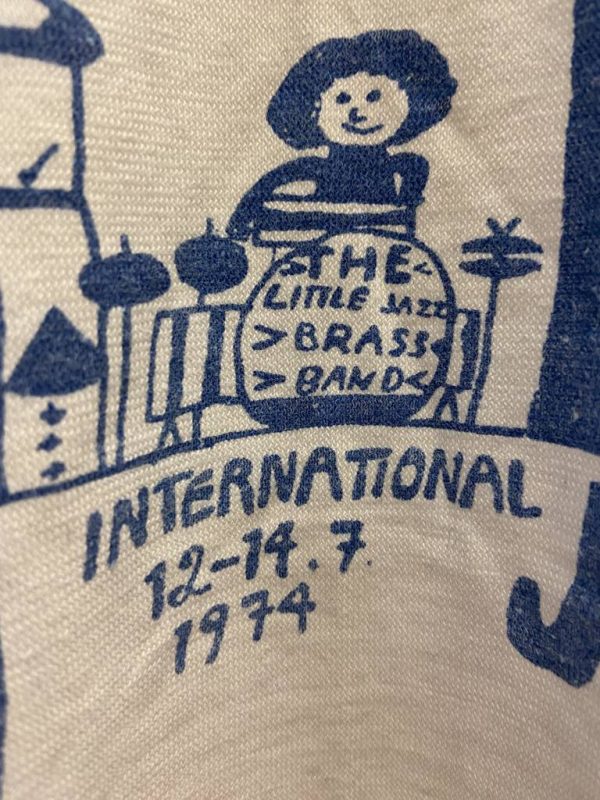 >THE<
LITTLE JAZZ
>BRASS<
>BAND<
INTERNATIONAL
12-14.7.
1974
J